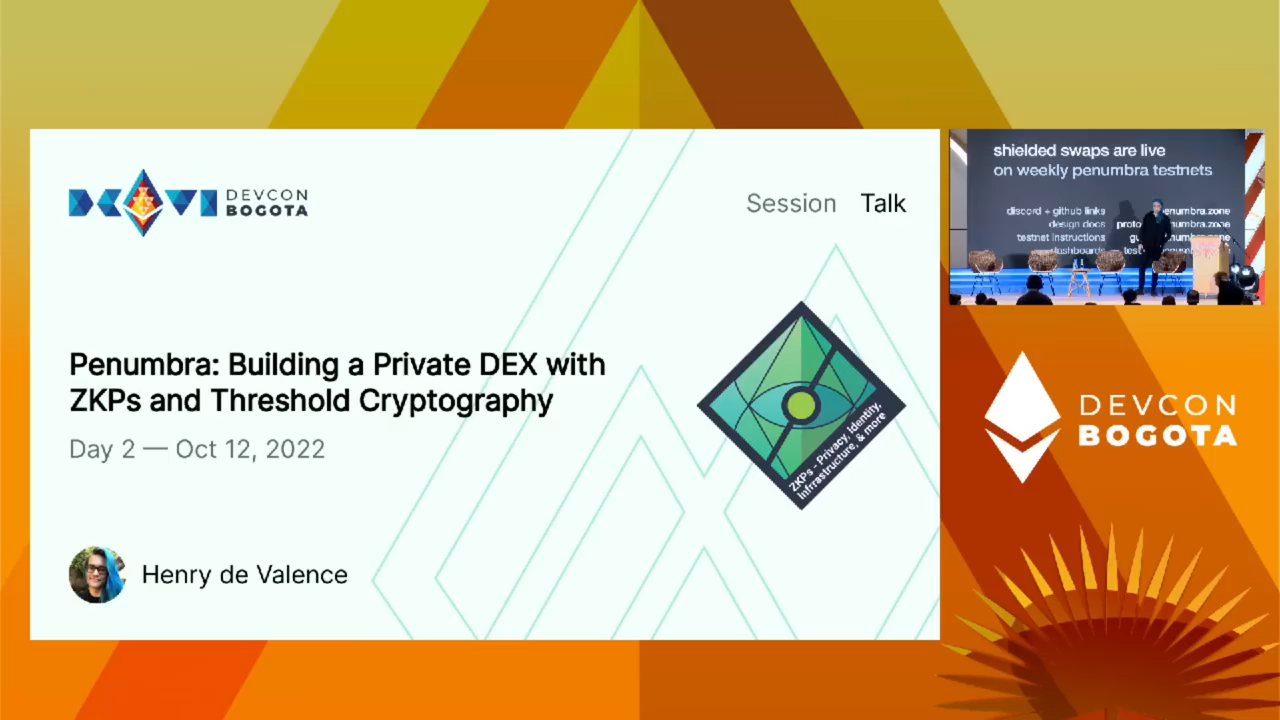 DEVCON
BOGOTA
Session Talk
Penumbra: Building a Private DEX with
ZKPs and Threshold Cryptography
Day 2 — Oct 12, 2022
ZKPs - Privacy, Identity,
Infrrastructure, & more
Henry de Valence
shielded swaps are live
on weekly penumbra testnets
discord + github links penumbra.zone
design docs
testnet instructions
DEVCON
BOGOTA